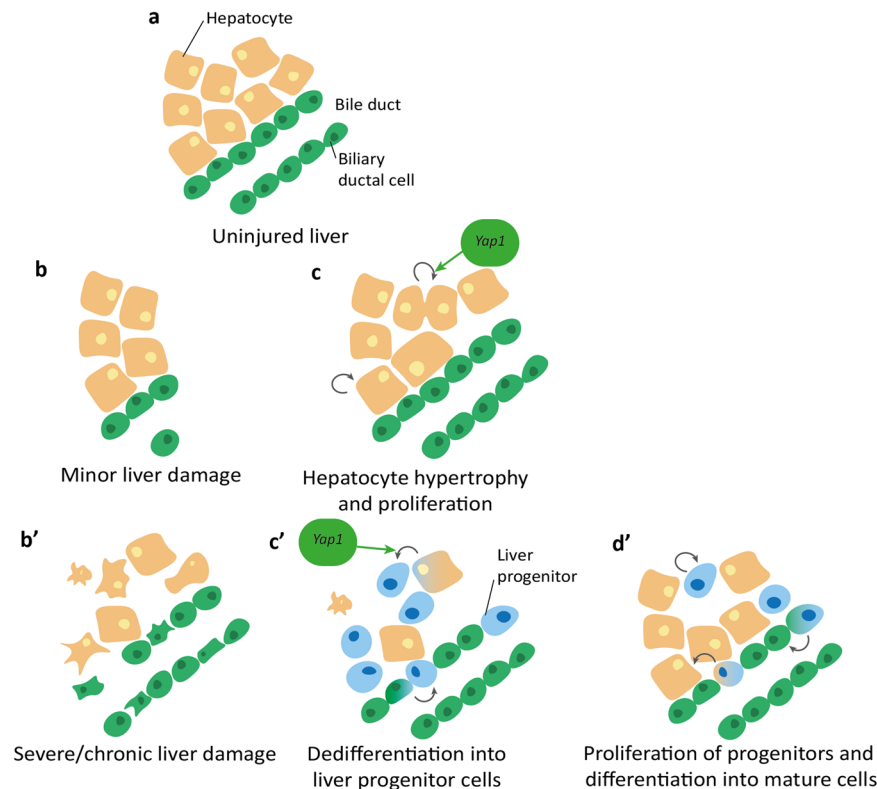 a
Hepatocyte
Bile duct
Biliary
ductal cell
Uninjured liver
b
Minor liver damage
c
Yap1
Hepatocyte hypertrophy
and proliferation
b’
Severe/chronic liver damage
c’
Yap1
Liver
progenitor
Dedifferentiation into
liver progenitor cells
d’
Proliferation of progenitors and
differentiation into mature cells